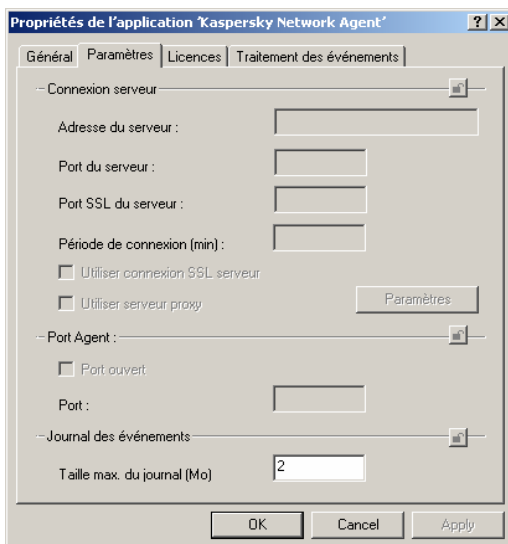 Propriétés de l'application 'Kaspersky Network Agent'
Général Paramètres Licences Traitement des événements
Connexion serveur
Adresse du serveur :
Port du serveur :
Port SSL du serveur :
Période de connexion (min) :
Utiliser connexion SSL serveur
Utiliser serveur proxy Paramètres
Port Agent :
Port ouvert
Port :
Journal des événements
Taille max. du journal (Mo) 2
OK Cancel Apply